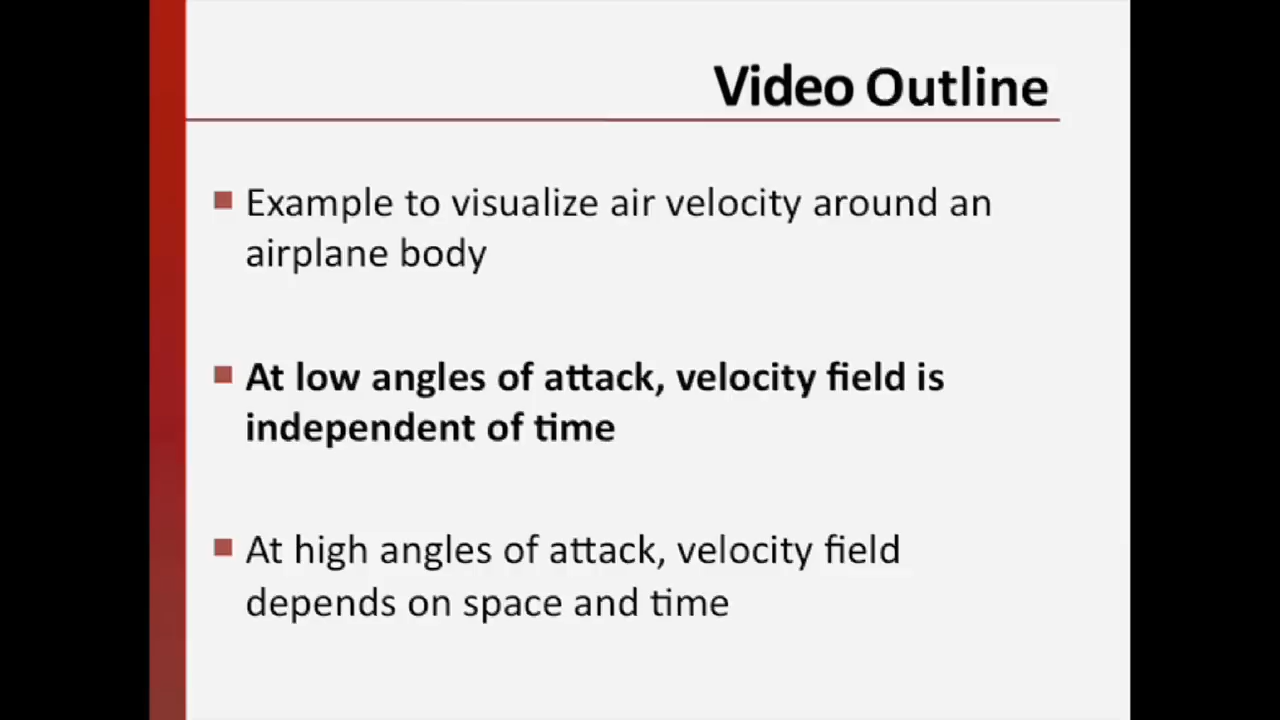 Video Outline
Example to visualize air velocity around an
airplane body
At low angles of attack, velocity field is
independent of time
At high angles of attack, velocity field
depends on space and time